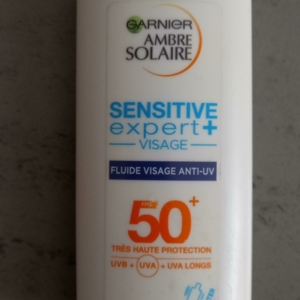 GARNIER
AMBRE
SOLAIRE
SENSITIVE
expert+
VISAGE
FLUIDE VISAGE ANTI-UV
50+
TRÈS HAUTE PROTECTION
UVB + UVA + UVA LONGS